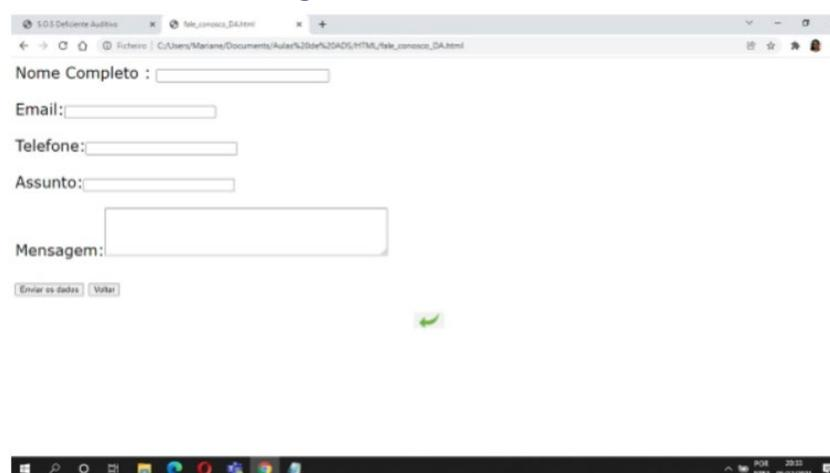 S.O.S Deficiente Auditivo
fale_conosco_DA.html
Ficheiro | C:/Users/Mariane/Documents/Aulas%20de%20ADS/HTML/fale_conosco_DA.html
Nome Completo :
Email:
Telefone:
Assunto:
Mensagem:
Enviar os dados Voltar
POR 20:33